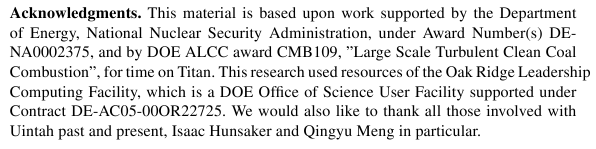 Acknowledgments. This material is based upon work supported by the Department
of Energy, National Nuclear Security Administration, under Award Number(s) DE-
NA0002375, and by DOE ALCC award CMB109, ”Large Scale Turbulent Clean Coal
Combustion”, for time on Titan. This research used resources of the Oak Ridge Leadership
Computing Facility, which is a DOE Office of Science User Facility supported under
Contract DE-AC05-00OR22725. We would also like to thank all those involved with
Uintah past and present, Isaac Hunsaker and Qingyu Meng in particular.